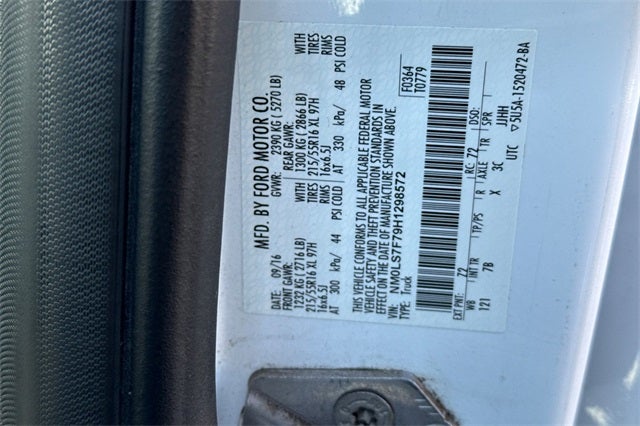 MFD. BY FORD MOTOR CO.
DATE: 09/16 GVWR: 2390 KG ( 5270 LB)
FRONT GAWR: REAR GAWR: WITH
1232 KG ( 2716 LB) 1300 KG ( 2866 LB) TIRES
215/55R16 XL 97H 215/55R16 XL 97H RIMS
16x6.5J 16x6.5J
AT 300 kPa/ 44 PSI COLD AT 330 kPa/ 48 PSI COLD
THIS VEHICLE CONFORMS TO ALL APPLICABLE FEDERAL MOTOR
VEHICLE SAFETY AND THEFT PREVENTION STANDARDS IN
EFFECT ON THE DATE OF MANUFACTURE SHOWN ABOVE.
VIN: NM0LS7F79H1298572 F0364
TYPE: Truck T0779
EXT PNT: 72 RC: 72 DSO:
WB INT TR TP/PS R AXLE TR SPR
121 7B X 3C JJHH
UTC ▽5U5A-1520472-BA